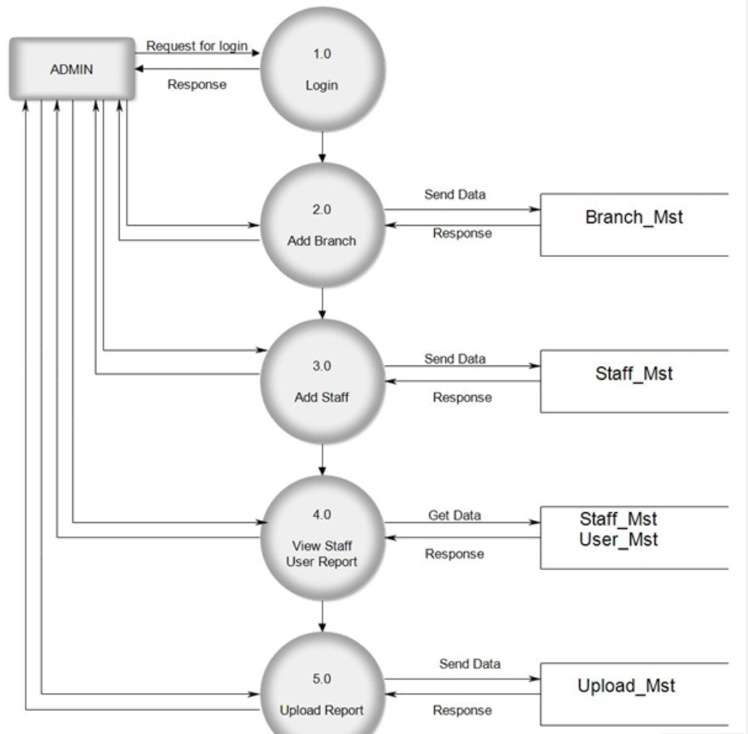 ADMIN
Request for login
Response
1.0
Login
2.0
Add Branch
Send Data
Response
Branch_Mst
3.0
Add Staff
Send Data
Response
Staff_Mst
4.0
View Staff
User Report
Get Data
Response
Staff_Mst
User_Mst
5.0
Upload Report
Send Data
Response
Upload_Mst